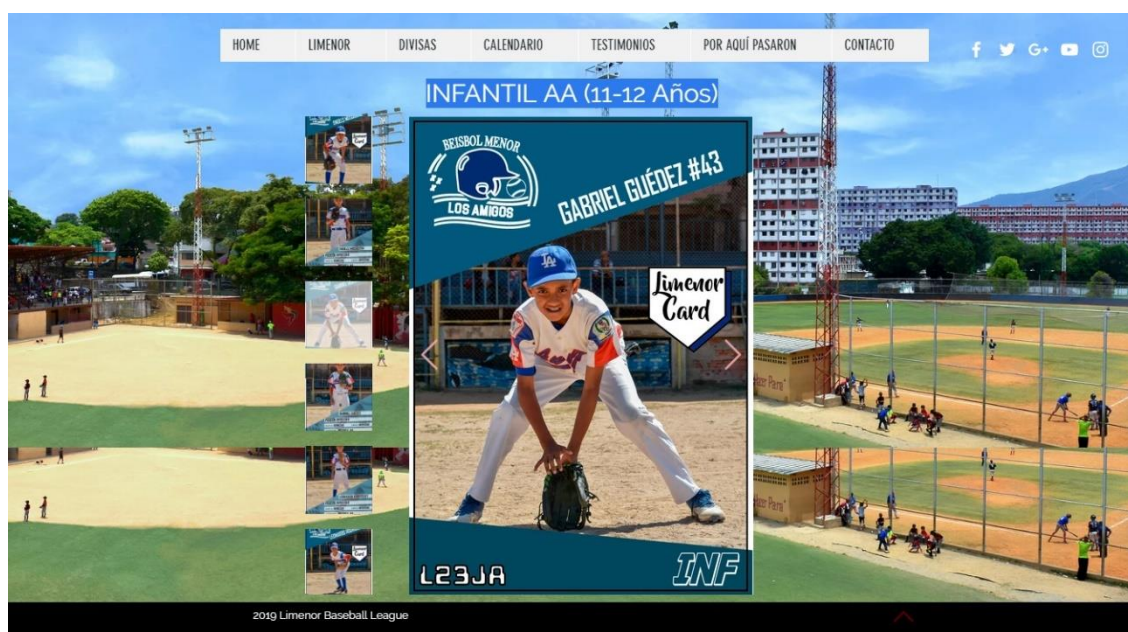 HOME LIMENOR DIVISAS CALENDARIO TESTIMONIOS POR AQUÍ PASARON CONTACTO
INFANTIL AA (11-12 Años)
BEISBOL MENOR
LOS AMIGOS
GABRIEL GUÉDEZ #43
LA
Limenor
Card
L23JA
INF
2019 Limenor Baseball League